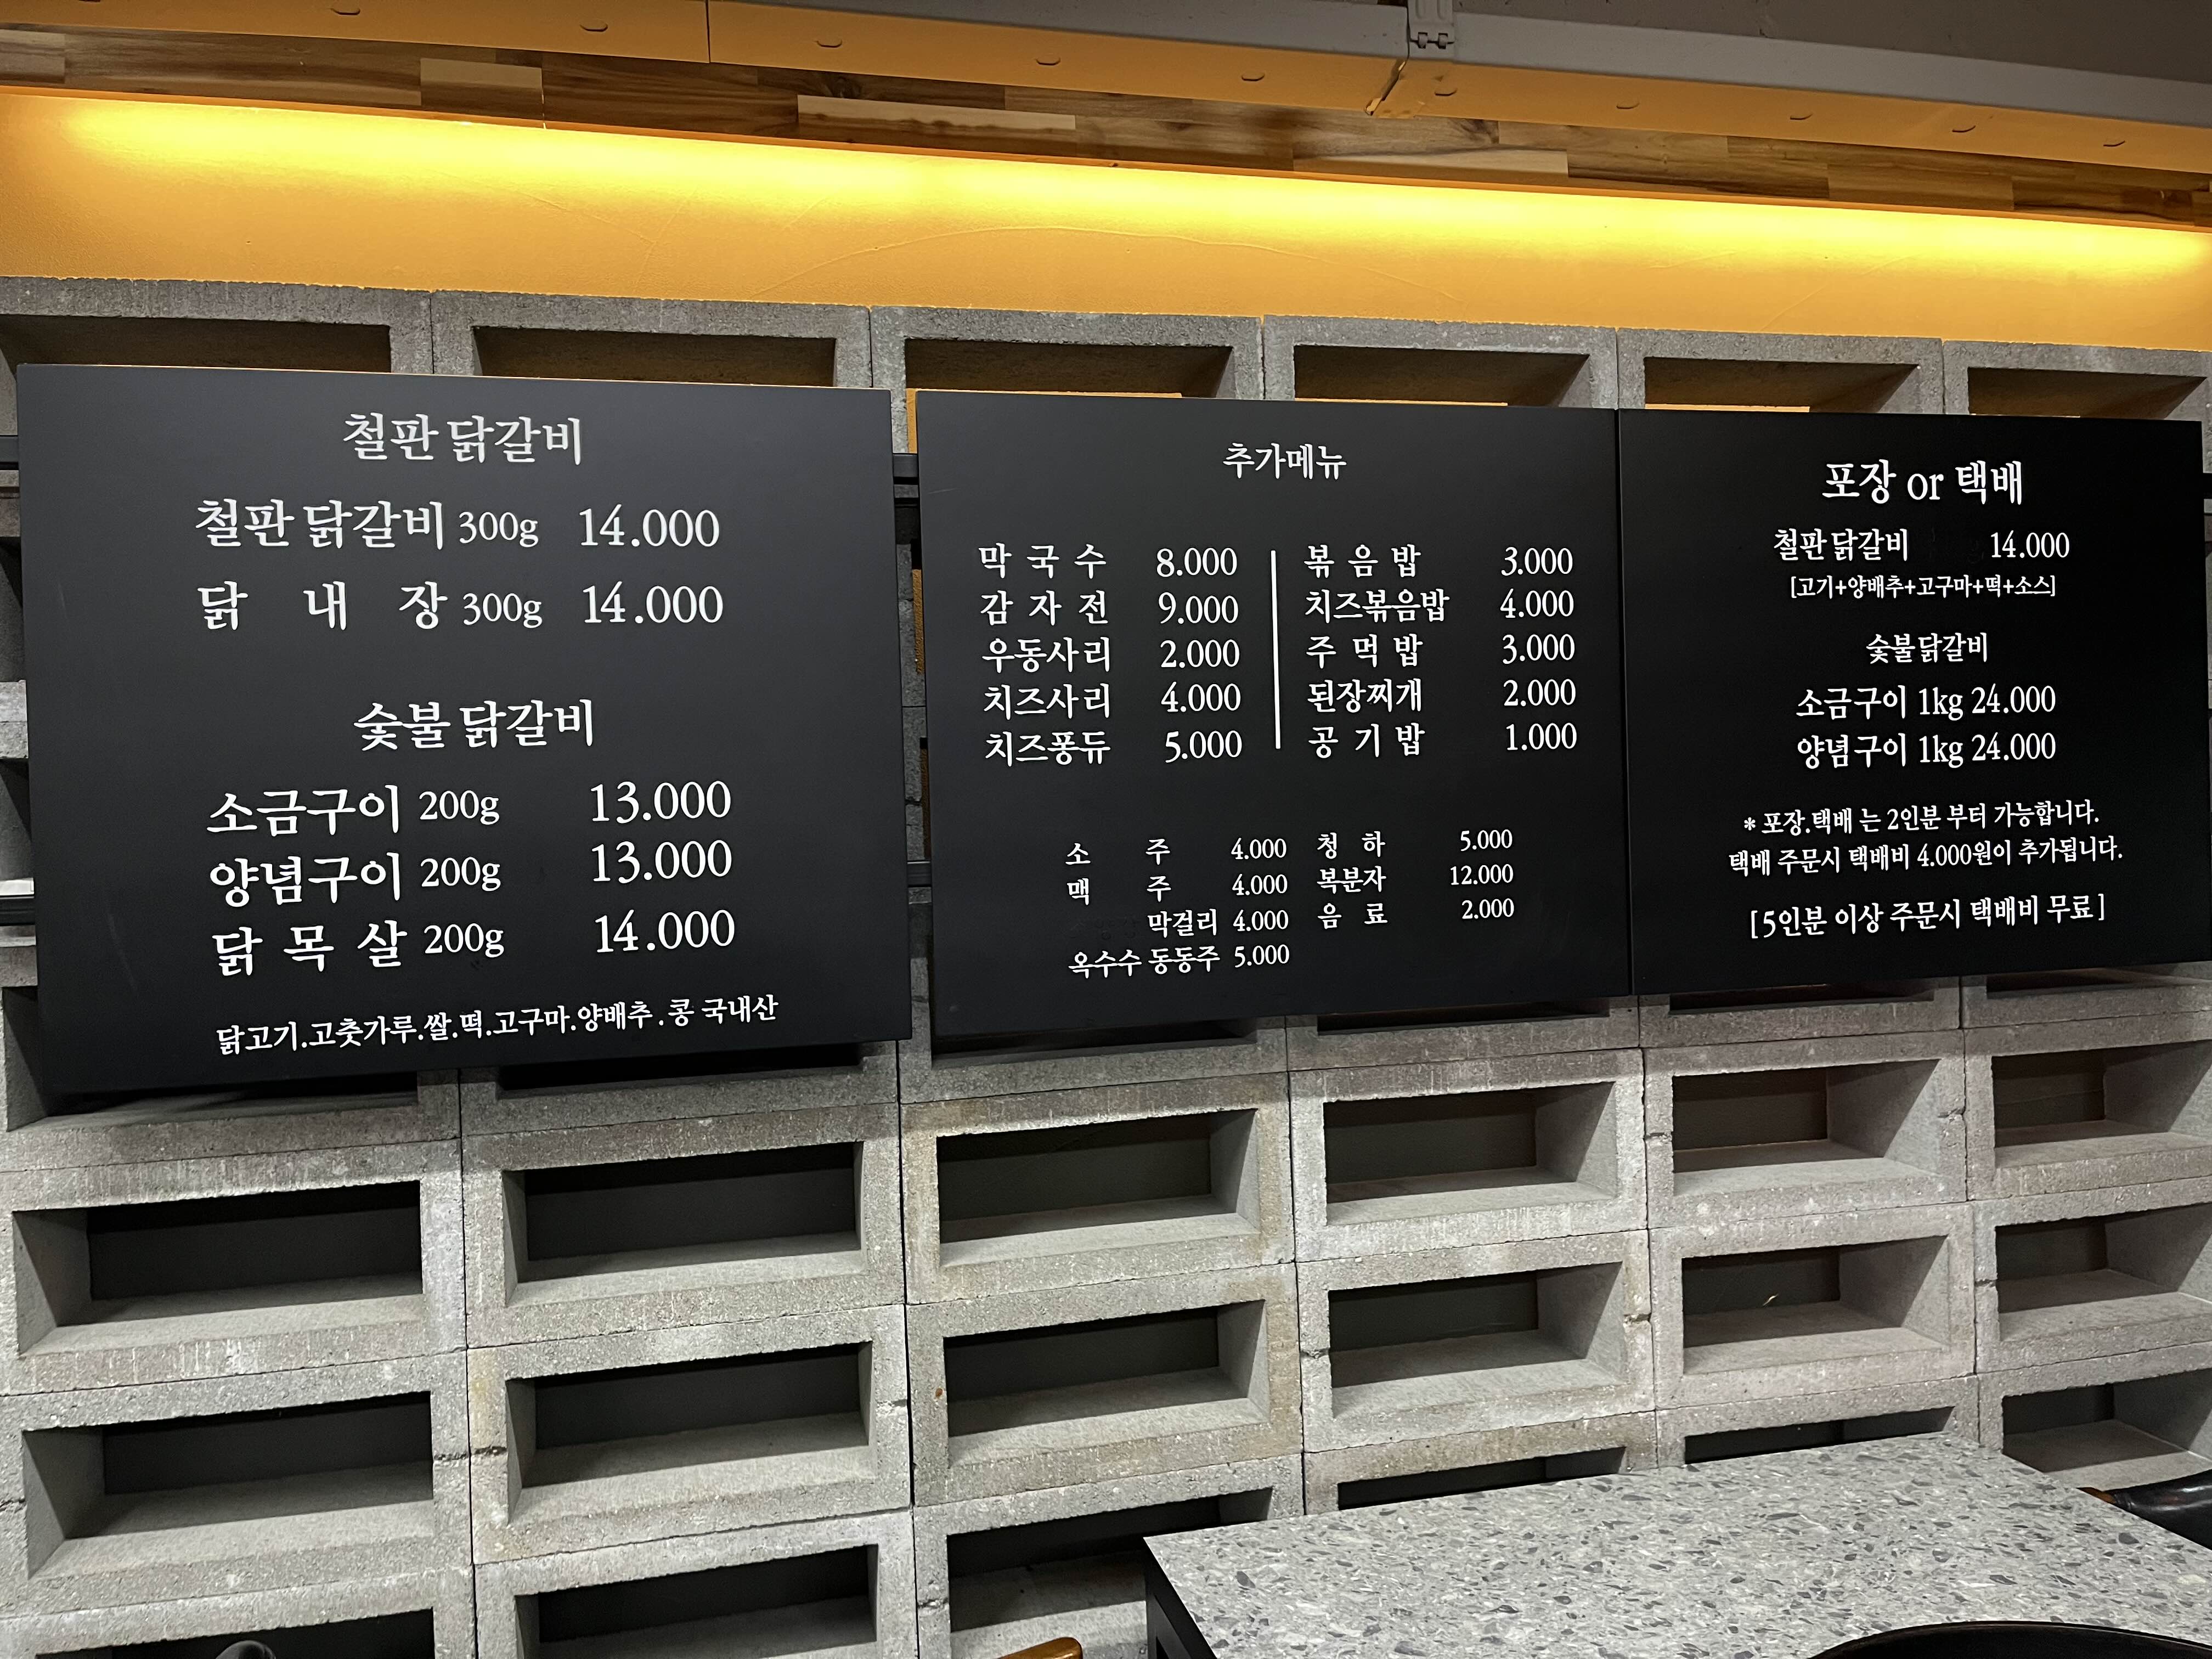 철판 닭갈비
철판 닭갈비 300g 14.000
닭 내 장 300g 14.000
숯불 닭갈비
소금구이 200g 13.000
양념구이 200g 13.000
닭 목 살 200g 14.000
닭고기.고춧가루.쌀.떡.고구마.양배추.콩 국내산
추가메뉴
막 국 수 8.000
감 자 전 9.000
우동사리 2.000
치즈사리 4.000
치즈퐁듀 5.000
볶 음 밥 3.000
치즈볶음밥 4.000
주 먹 밥 3.000
된장찌개 2.000
공 기 밥 1.000
소 주 4.000
맥 주 4.000
막걸리 4.000
옥수수 동동주 5.000
청 하 5.000
복분자 12.000
음 료 2.000
포장 or 택배
철판 닭갈비 14.000
[고기+양배추+고구마+떡+소스]
숯불 닭갈비
소금구이 1kg 24.000
양념구이 1kg 24.000
* 포장.택배 는 2인분 부터 가능합니다.
택배 주문시 택배비 4.000원이 추가됩니다.
[5인분 이상 주문시 택배비 무료]